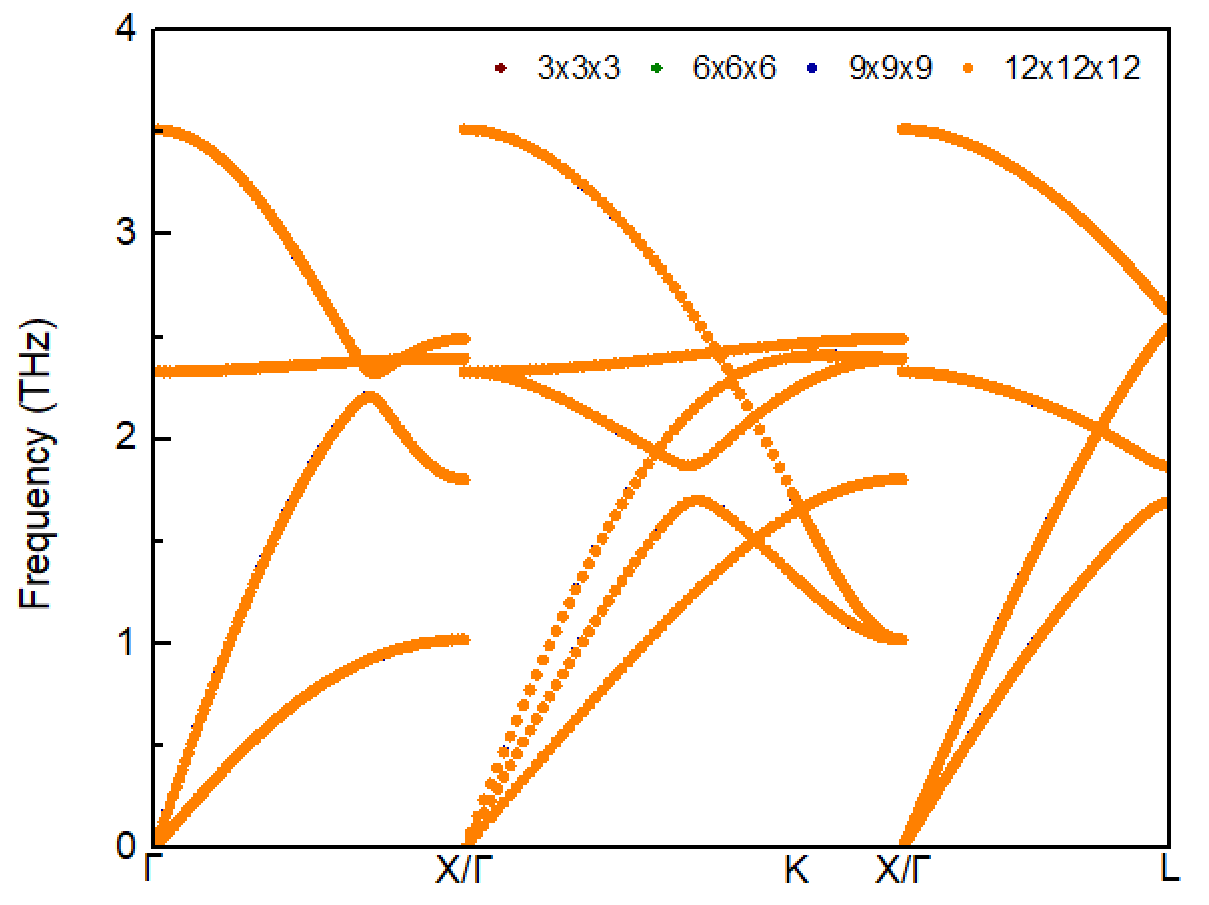 4
3x3x3 6x6x6 9x9x9 12x12x12
3
2
1
0
Frequency (THz)
Γ X/Γ K X/Γ L